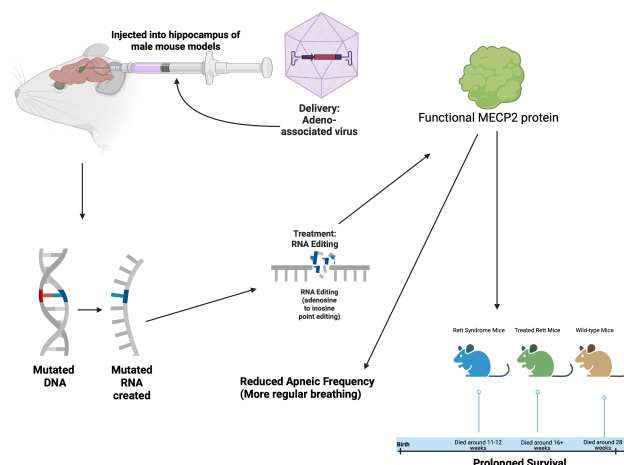 Injected into hippocampus of
male mouse models
Delivery:
Adeno-
associated virus
Functional MECP2 protein
Treatment:
RNA Editing
RNA Editing
(adenosine
to inosine
point editing)
Mutated
DNA
Mutated
RNA
created
Reduced Apneic Frequency
(More regular breathing)
Rett Syndrome Mice
Treated Rett Mice
Wild-type Mice
Birth
Died around 11-12
weeks
Died around 16+
weeks
Died around 28
weeks
Prolonged Survival